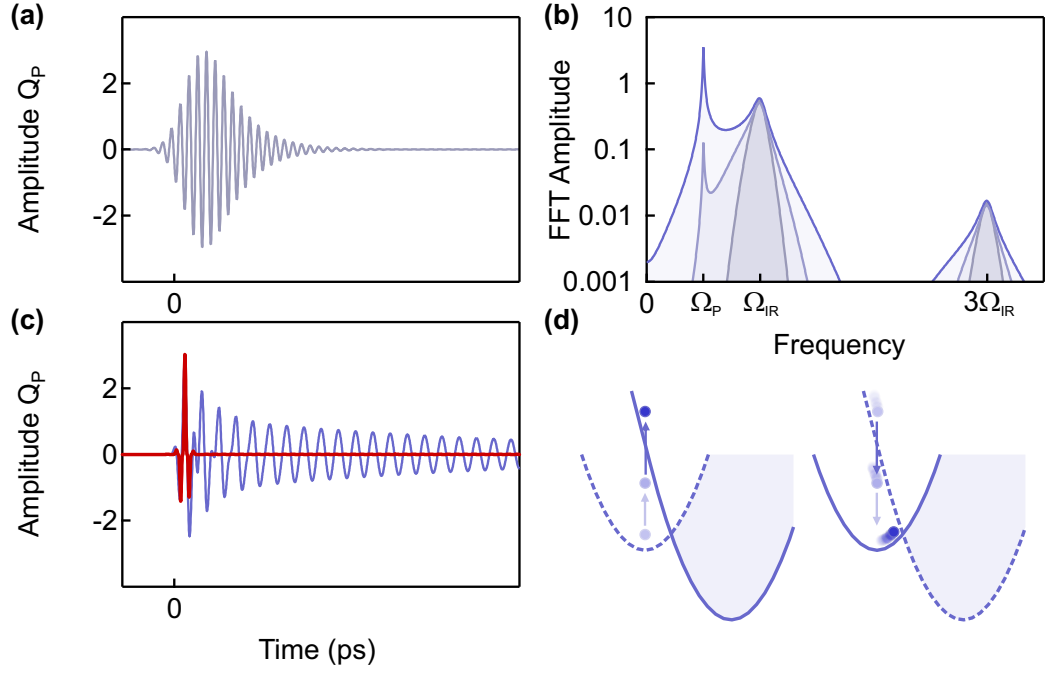 (a)
Amplitude Q_P
2
0
-2
0
(b)
FFT Amplitude
10
1
0.1
0.01
0.001
0
Ω_P
Ω_IR
3Ω_IR
Frequency
(c)
Amplitude Q_P
2
0
-2
0
Time (ps)
(d)